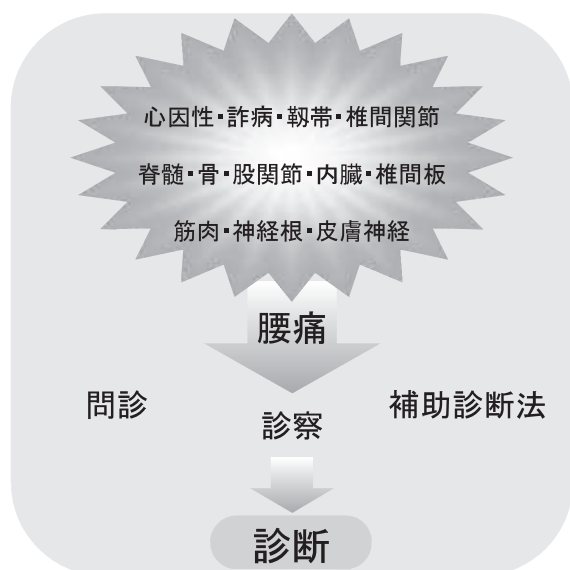 心因性・詐病・靱帯・椎間関節
脊髄・骨・股関節・内臓・椎間板
筋肉・神経根・皮膚神経
腰痛
問診
診察
補助診断法
診断